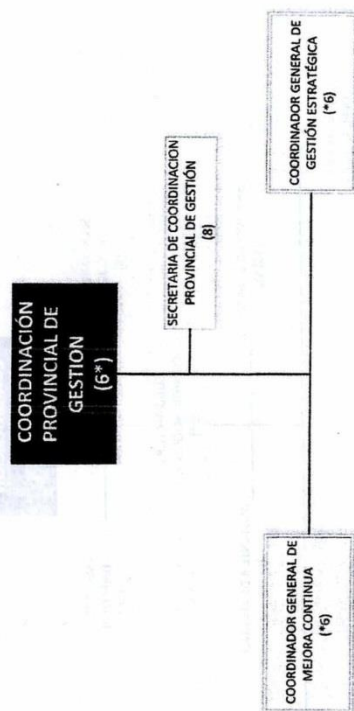 COORDINACIÓN
PROVINCIAL DE
GESTION
(6*)
SECRETARIA DE COORDINACION
PROVINCIAL DE GESTIÓN
(8)
COORDINADOR GENERAL DE
MEJORA CONTINUA
(*6)
COORDINADOR GENERAL DE
GESTIÓN ESTRATÉGICA
(*6)